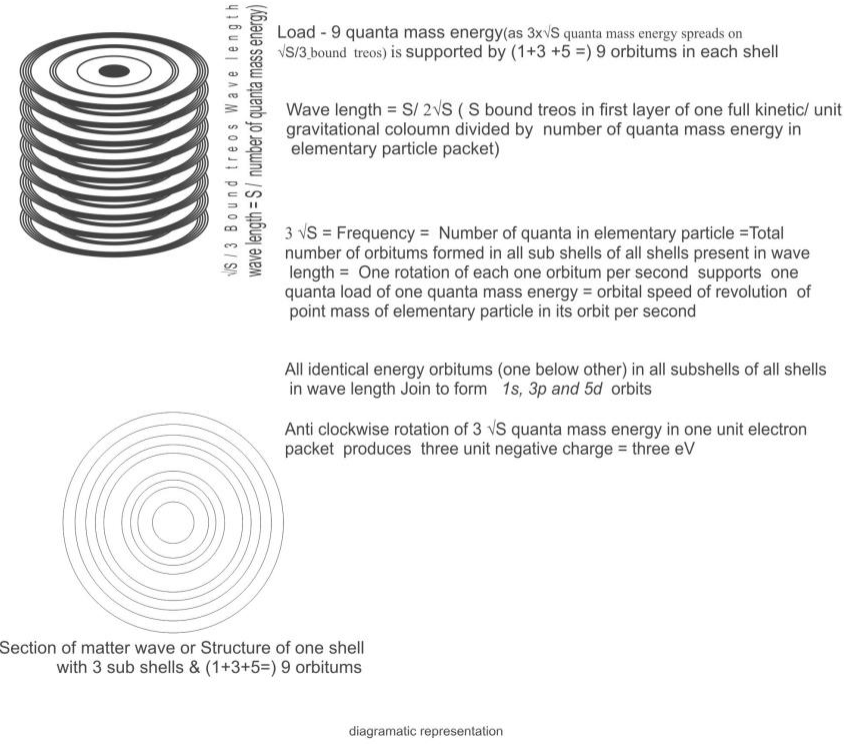 √S / 3 Bound treos Wave length
wave length = S / number of quanta mass energy)
Load - 9 quanta mass energy(as 3x√S quanta mass energy spreads on
√S/3 bound treos) is supported by (1+3 +5 =) 9 orbitums in each shell
Wave length = S/ 2√S ( S bound treos in first layer of one full kinetic/ unit
gravitational coloumn divided by number of quanta mass energy in
elementary particle packet)
3 √S = Frequency = Number of quanta in elementary particle =Total
number of orbitums formed in all sub shells of all shells present in wave
length = One rotation of each one orbitum per second supports one
quanta load of one quanta mass energy = orbital speed of revolution of
point mass of elementary particle in its orbit per second
All identical energy orbitums (one below other) in all subshells of all shells
in wave length Join to form 1s, 3p and 5d orbits
Anti clockwise rotation of 3 √S quanta mass energy in one unit electron
packet produces three unit negative charge = three eV
Section of matter wave or Structure of one shell
with 3 sub shells & (1+3+5=) 9 orbitums
diagramatic representation